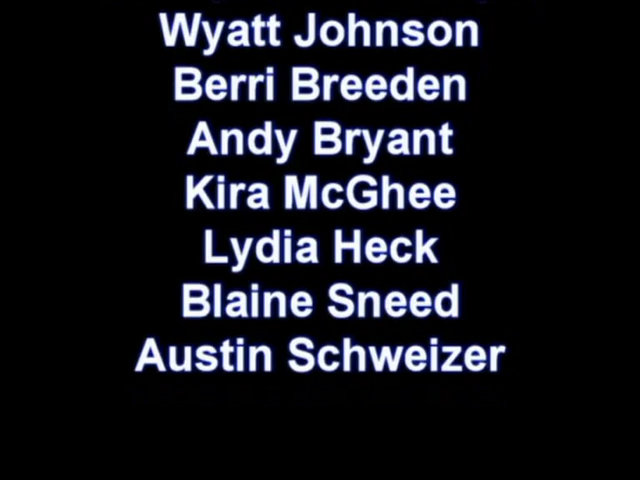 Wyatt Johnson
Berri Breeden
Andy Bryant
Kira McGhee
Lydia Heck
Blaine Sneed
Austin Schweizer